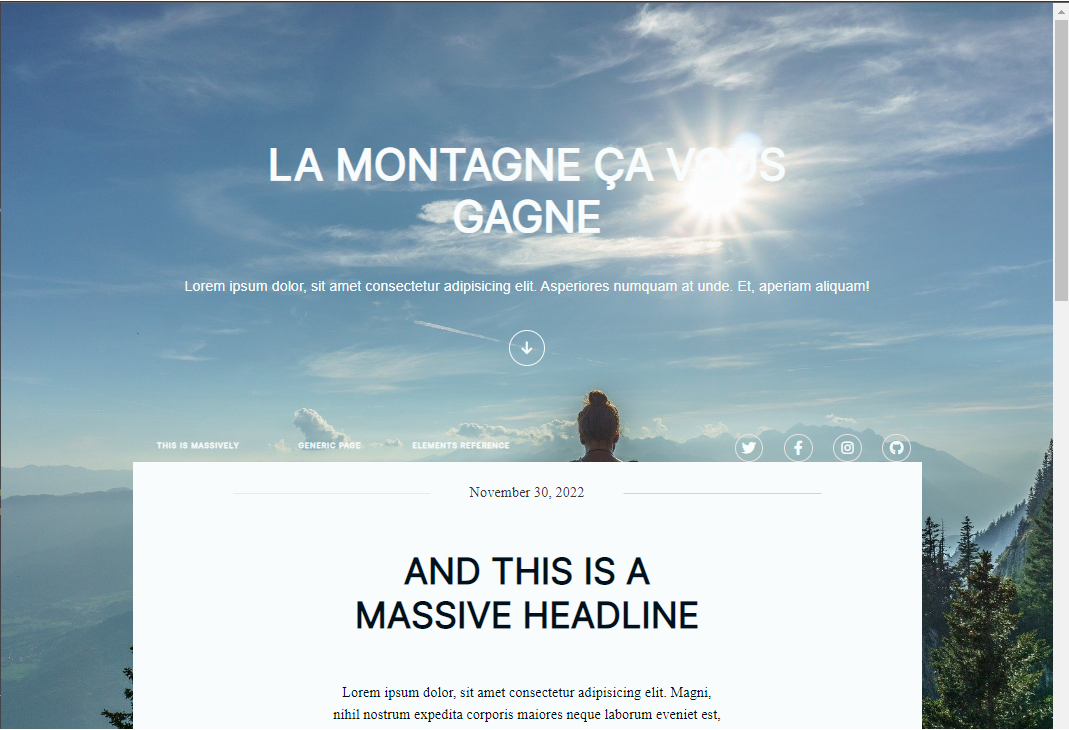 LA MONTAGNE ÇA VOUS
GAGNE
Lorem ipsum dolor, sit amet consectetur adipisicing elit. Asperiores numquam at unde. Et, aperiam aliquam!
THIS IS MASSIVELY
GENERIC PAGE
ELEMENTS REFERENCE
November 30, 2022
AND THIS IS A
MASSIVE HEADLINE
Lorem ipsum dolor, sit amet consectetur adipisicing elit. Magni,
nihil nostrum expedita corporis maiores neque laborum eveniet est,